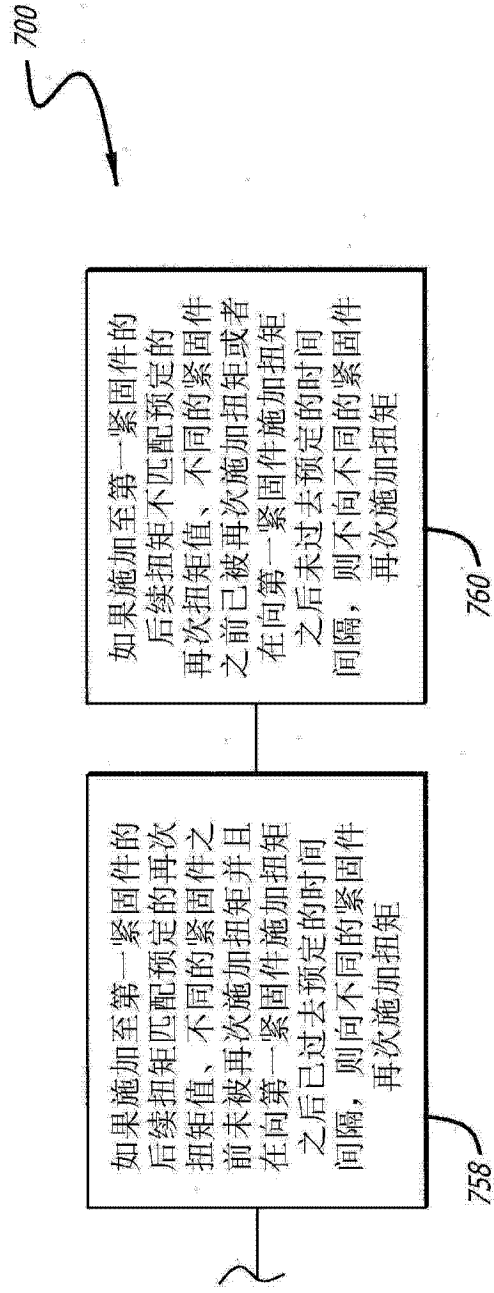 700
如果施加至第一紧固件的
后续扭矩匹配预定的再次
扭矩值、不同的紧固件之
前未被再次施加扭矩并且
在向第一紧固件施加扭矩
之后已过去预定的时间
间隔，则向不同的紧固件
再次施加扭矩
758
如果施加至第一紧固件的
后续扭矩不匹配预定的
再次扭矩值、不同的紧固件
之前已被再次施加扭矩或者
在向第一紧固件施加扭矩
之后未过去预定的时间
间隔，则不向不同的紧固件
再次施加扭矩
760